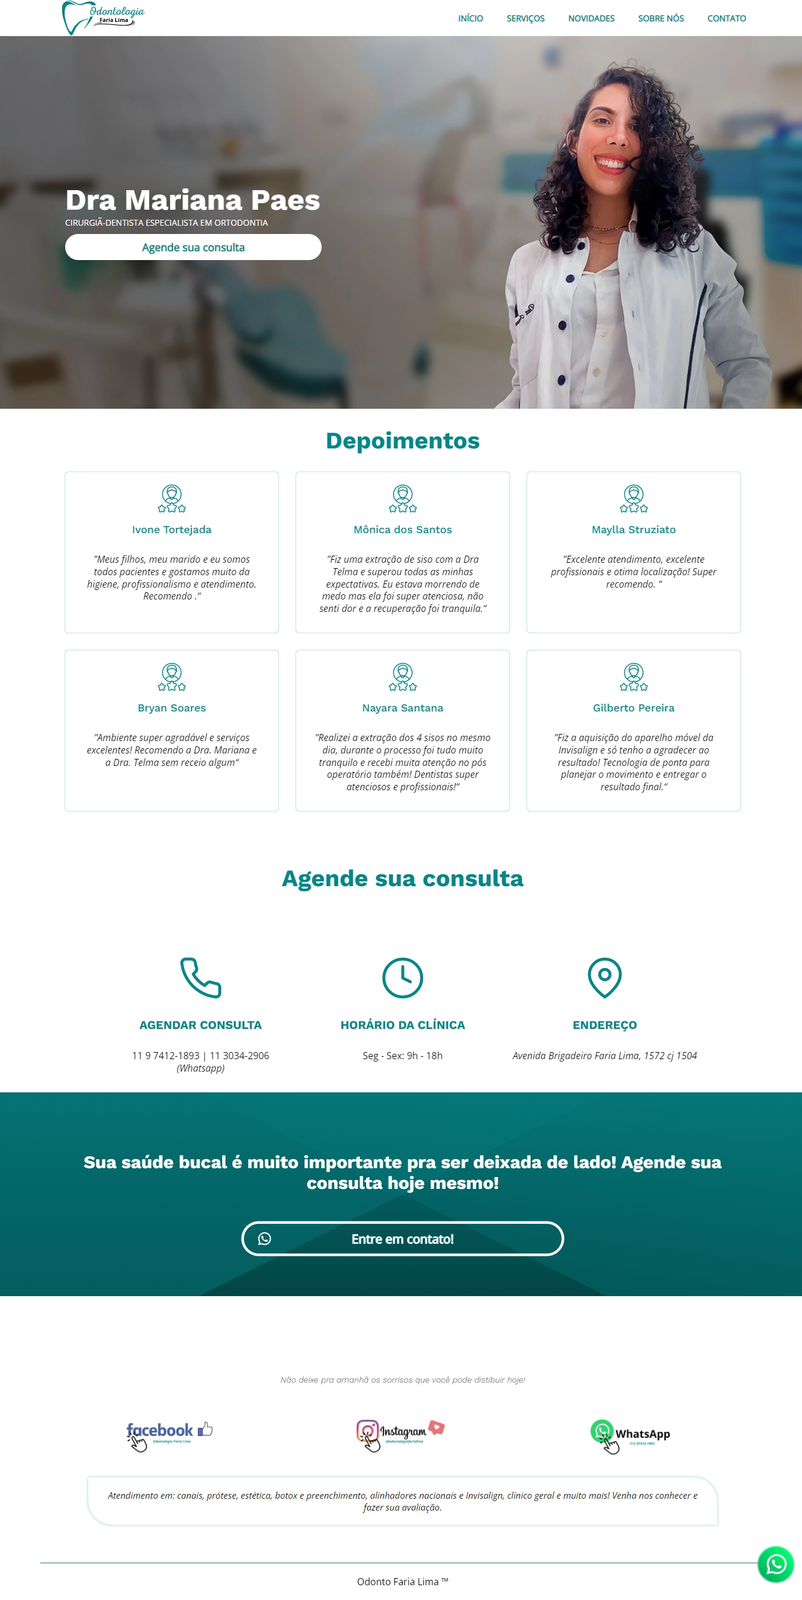 Odontologia
Faria Lima
INÍCIO SERVIÇOS NOVIDADES SOBRE NÓS CONTATO
Dra Mariana Paes
CIRURGIÃ-DENTISTA ESPECIALISTA EM ORTODONTIA
Agende sua consulta
Depoimentos
Ivone Tortejada
"Meus filhos, meu marido e eu somos
todos pacientes e gostamos muito da
higiene, profissionalismo e atendimento.
Recomendo ."
Mônica dos Santos
"Fiz uma extração de siso com a Dra
Telma e superou todas as minhas
expectativas. Eu estava morrendo de
medo mas ela foi super atenciosa, não
senti dor e a recuperação foi tranquila."
Maylla Struziato
"Excelente atendimento, excelente
profissionais e otima localização! Super
recomendo. "
Bryan Soares
"Ambiente super agradável e serviços
excelentes! Recomendo a Dra. Mariana e
a Dra. Telma sem receio algum"
Nayara Santana
"Realizei a extração dos 4 sisos no mesmo
dia, durante o processo foi tudo muito
tranquilo e recebi muita atenção no pós
operatório também! Dentistas super
atenciosos e profissionais!"
Gilberto Pereira
"Fiz a aquisição do aparelho móvel da
Invisalign e só tenho a agradecer ao
resultado! Tecnologia de ponta para
planejar o movimento e entregar o
resultado final."
Agende sua consulta
AGENDAR CONSULTA
11 9 7412-1893 | 11 3034-2906
(Whatsapp)
HORÁRIO DA CLÍNICA
Seg - Sex: 9h - 18h
ENDEREÇO
Avenida Brigadeiro Faria Lima, 1572 cj 1504
Sua saúde bucal é muito importante pra ser deixada de lado! Agende sua
consulta hoje mesmo!
Entre em contato!
Não deixe pra amanhã os sorrisos que você pode distibuir hoje!
facebook
Instagram
WhatsApp
Atendimento em: canais, prótese, estética, botox e preenchimento, alinhadores nacionais e Invisalign, clínico geral e muito mais! Venha nos conhecer e
fazer sua avaliação.
Odonto Faria Lima ™